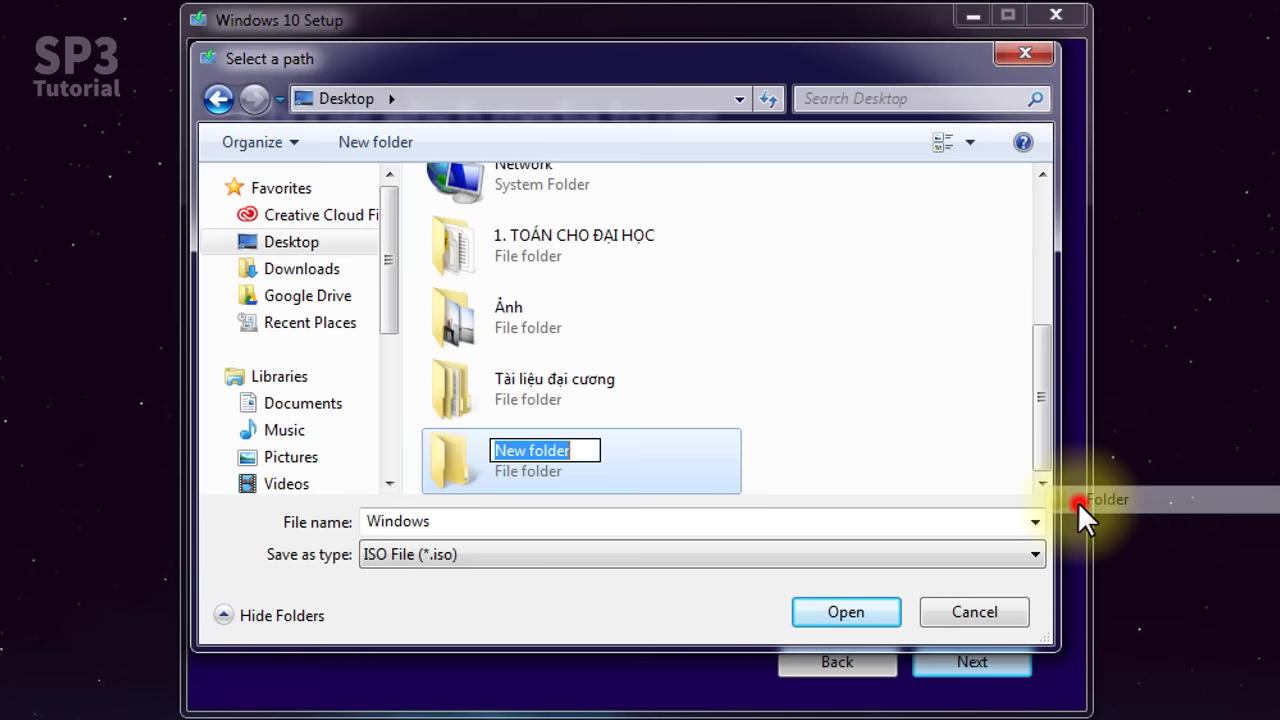 SP3
Tutorial
Windows 10 Setup
Select a path
Desktop
Search Desktop
Organize
New folder
Favorites
Creative Cloud Fi
Desktop
Downloads
Google Drive
Recent Places
Libraries
Documents
Music
Pictures
Videos
Network
System Folder
1. TOÁN CHO ĐẠI HỌC
File folder
Ảnh
File folder
Tài liệu đại cương
File folder
New folder
File folder
Folder
File name: Windows
Save as type: ISO File (*.iso)
Hide Folders
Open
Cancel
Back
Next